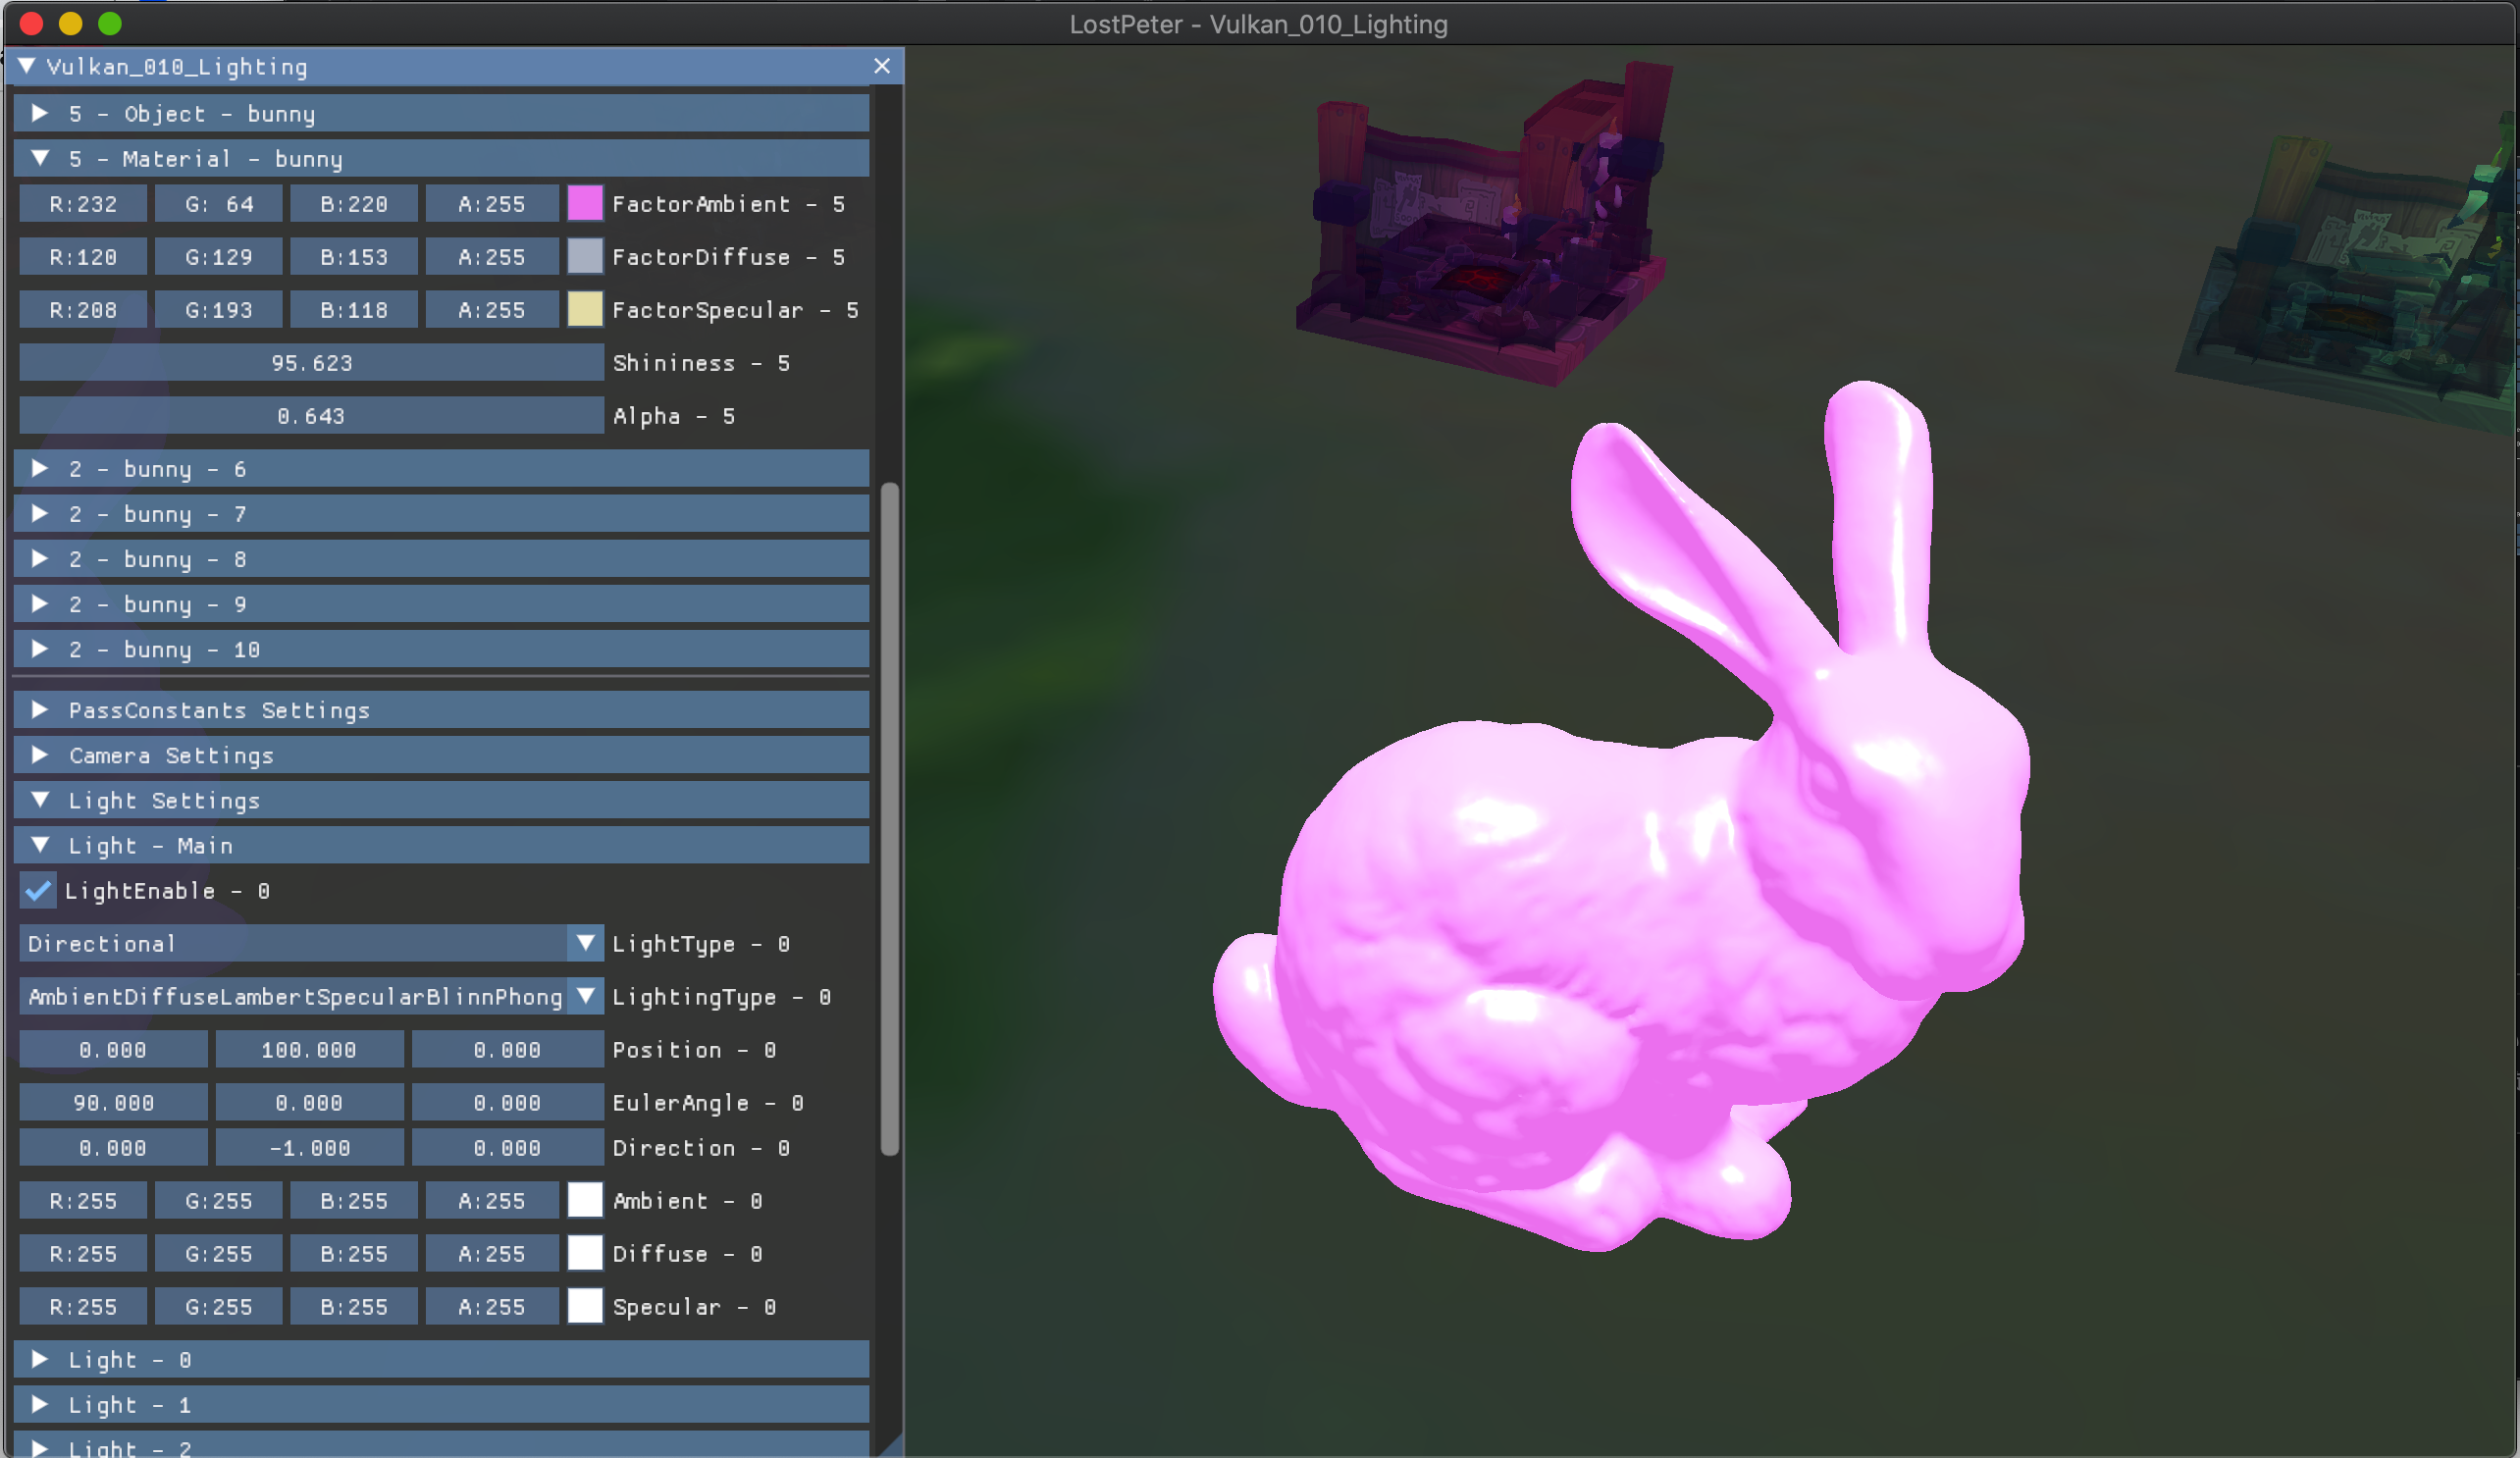 LostPeter - Vulkan_010_Lighting
Vulkan_010_Lighting
5 - Object - bunny
5 - Material - bunny
R:232 G: 64 B:220 A:255 FactorAmbient - 5
R:120 G:129 B:153 A:255 FactorDiffuse - 5
R:208 G:193 B:118 A:255 FactorSpecular - 5
95.623 Shininess - 5
0.643 Alpha - 5
2 - bunny - 6
2 - bunny - 7
2 - bunny - 8
2 - bunny - 9
2 - bunny - 10
PassConstants Settings
Camera Settings
Light Settings
Light - Main
LightEnable - 0
Directional LightType - 0
AmbientDiffuseLambertSpecularBlinnPhong LightingType - 0
0.000 100.000 0.000 Position - 0
90.000 0.000 0.000 EulerAngle - 0
0.000 -1.000 0.000 Direction - 0
R:255 G:255 B:255 A:255 Ambient - 0
R:255 G:255 B:255 A:255 Diffuse - 0
R:255 G:255 B:255 A:255 Specular - 0
Light - 0
Light - 1
Light - 2